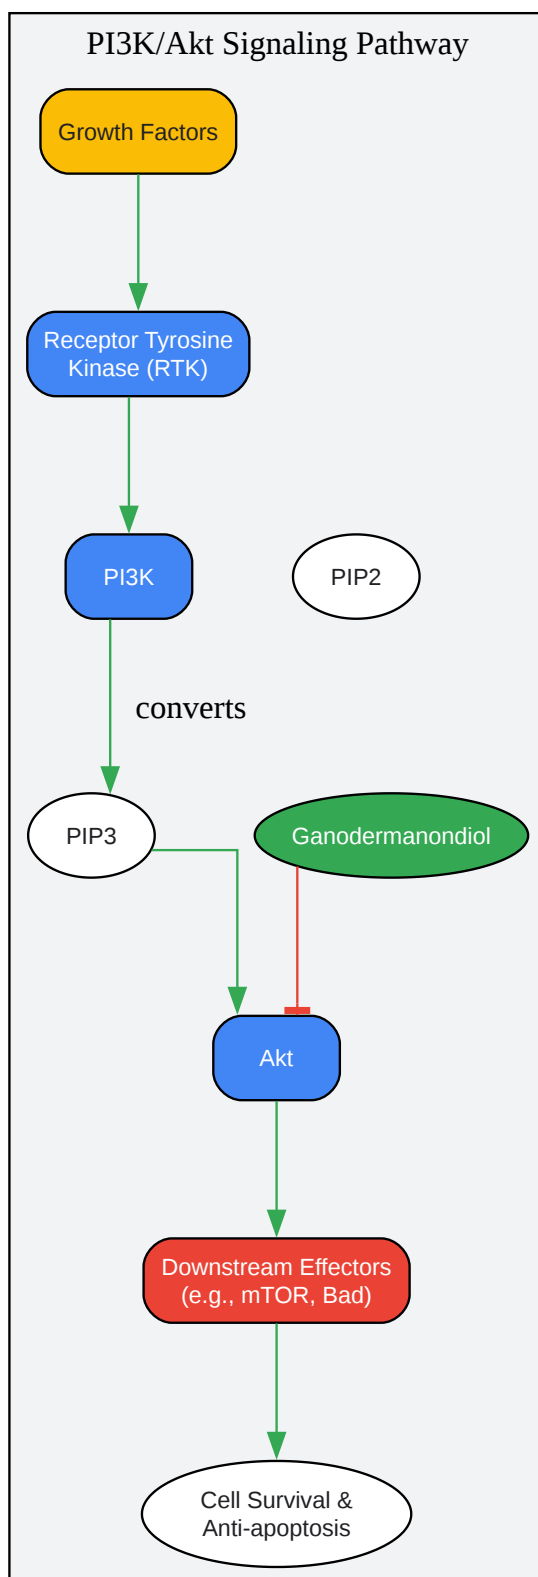 PI3K/Akt Signaling Pathway
Growth Factors
Receptor Tyrosine
Kinase (RTK)
PI3K
PIP2
converts
PIP3
Ganodermanondiol
Akt
Downstream Effectors
(e.g., mTOR, Bad)
Cell Survival &
Anti-apoptosis